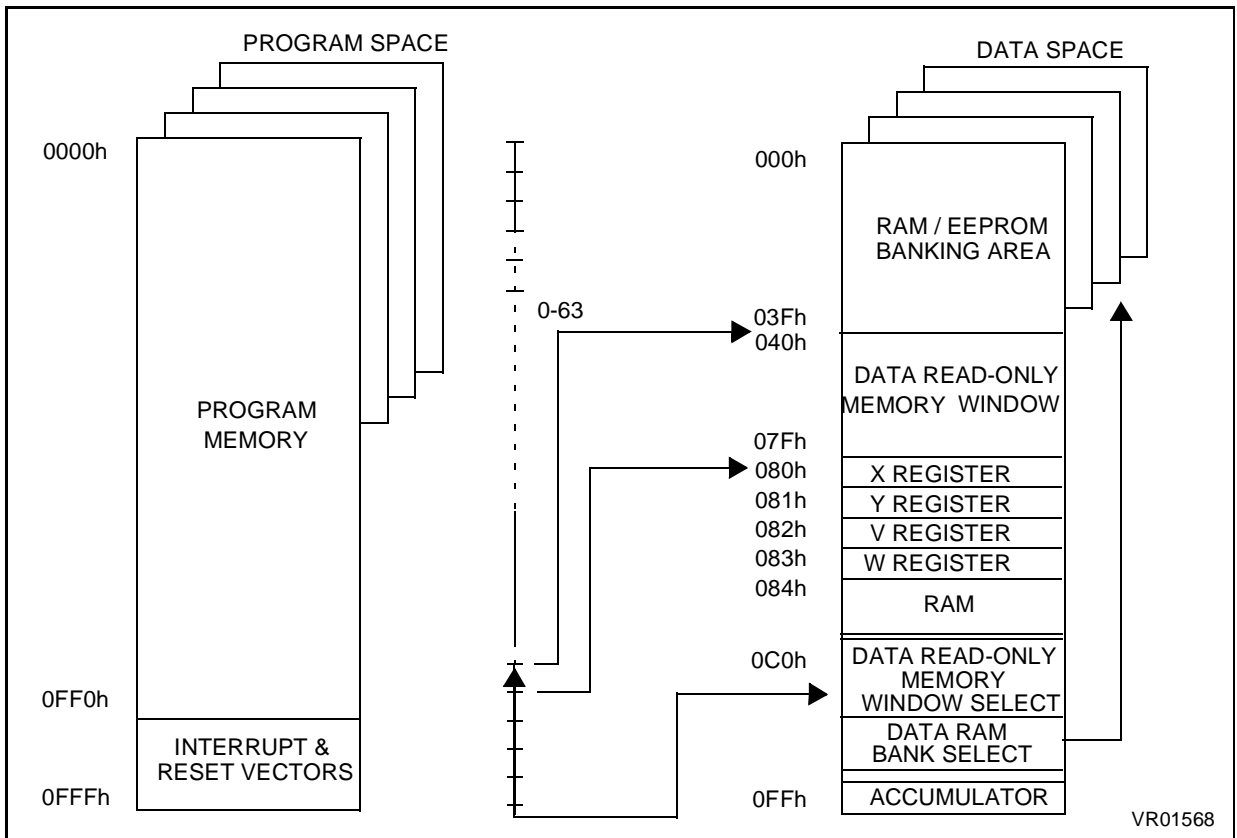 PROGRAM SPACE
0000h
PROGRAM
MEMORY
0FF0h
INTERRUPT &
RESET VECTORS
0FFFh
0-63
DATA SPACE
000h
RAM / EEPROM
BANKING AREA
03Fh
040h
DATA READ-ONLY
MEMORY WINDOW
07Fh
080h
X REGISTER
081h
Y REGISTER
082h
V REGISTER
083h
W REGISTER
084h
RAM
0C0h
DATA READ-ONLY
MEMORY
WINDOW SELECT
DATA RAM
BANK SELECT
0FFh
ACCUMULATOR
VR01568